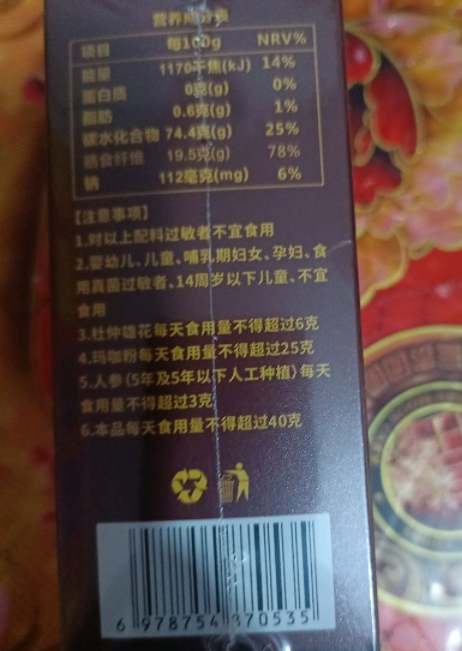 营养成分表
项目 每100g NRV%
能量 1170千焦(kJ) 14%
蛋白质 0克(g) 0%
脂肪 0.6克(g) 1%
碳水化合物 74.4克(g) 25%
膳食纤维 19.5克(g) 78%
钠 112毫克(mg) 6%
【注意事项】
1.对以上配料过敏者不宜食用
2.婴幼儿、儿童、哺乳期妇女、孕妇、食
用真菌过敏者、14周岁以下儿童、不宜
食用
3.杜仲雄花每天食用量不得超过6克
4.玛咖粉每天食用量不得超过25克
5.人参(5年及5年以下人工种植)每天
食用量不得超过3克
6.本品每天食用量不得超过40克
6 978754 370535